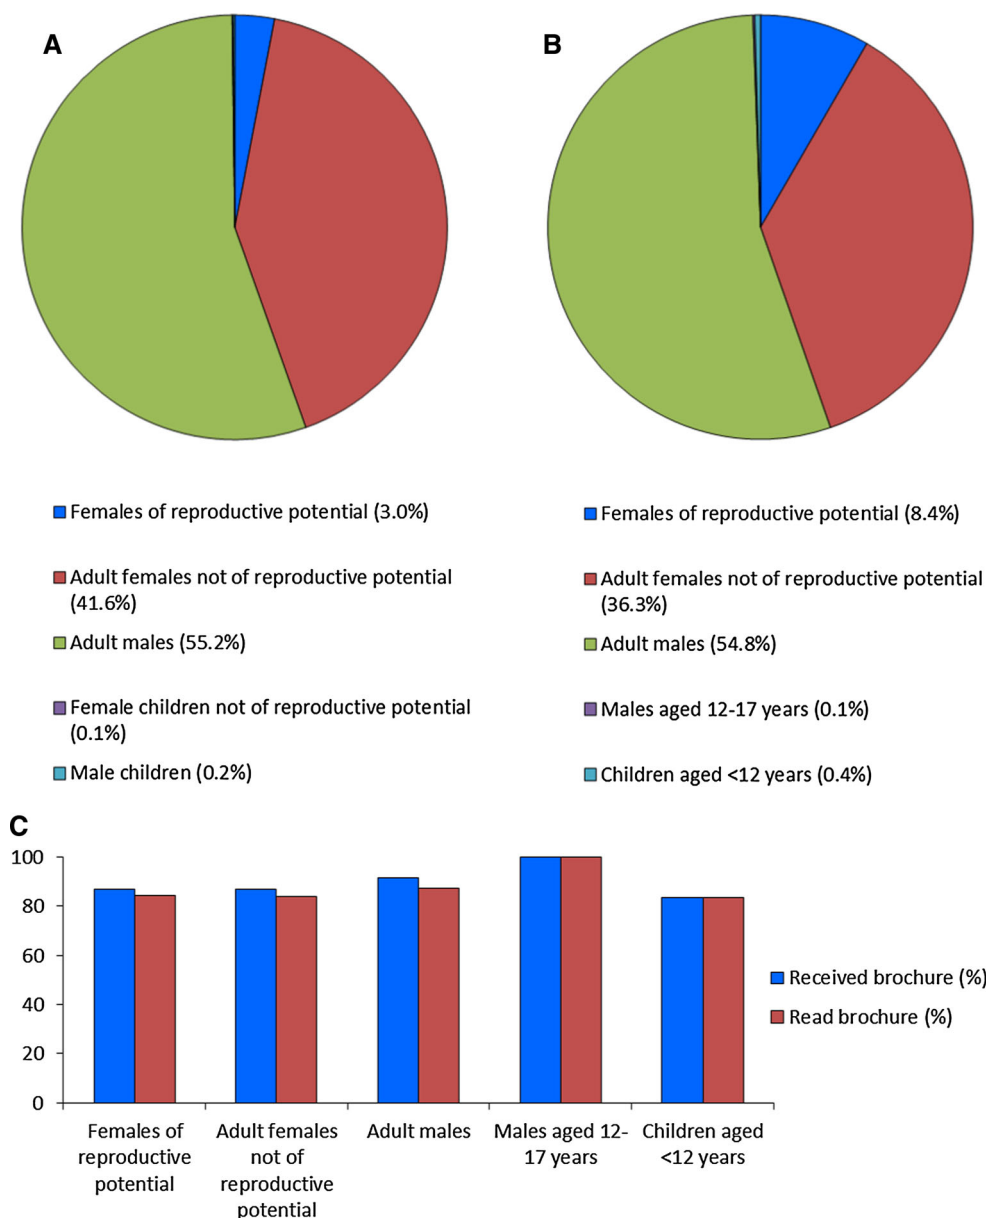 A
B
Females of reproductive potential (3.0%)
Adult females not of reproductive potential
(41.6%)
Adult males (55.2%)
Female children not of reproductive potential
(0.1%)
Male children (0.2%)
Females of reproductive potential (8.4%)
Adult females not of reproductive potential
(36.3%)
Adult males (54.8%)
Males aged 12-17 years (0.1%)
Children aged <12 years (0.4%)
C
100
80
60
40
20
0
Females of
reproductive
potential
Adult females
not of
reproductive
potential
Adult males
Males aged 12-
17 years
Children aged
<12 years
Received brochure (%)
Read brochure (%)